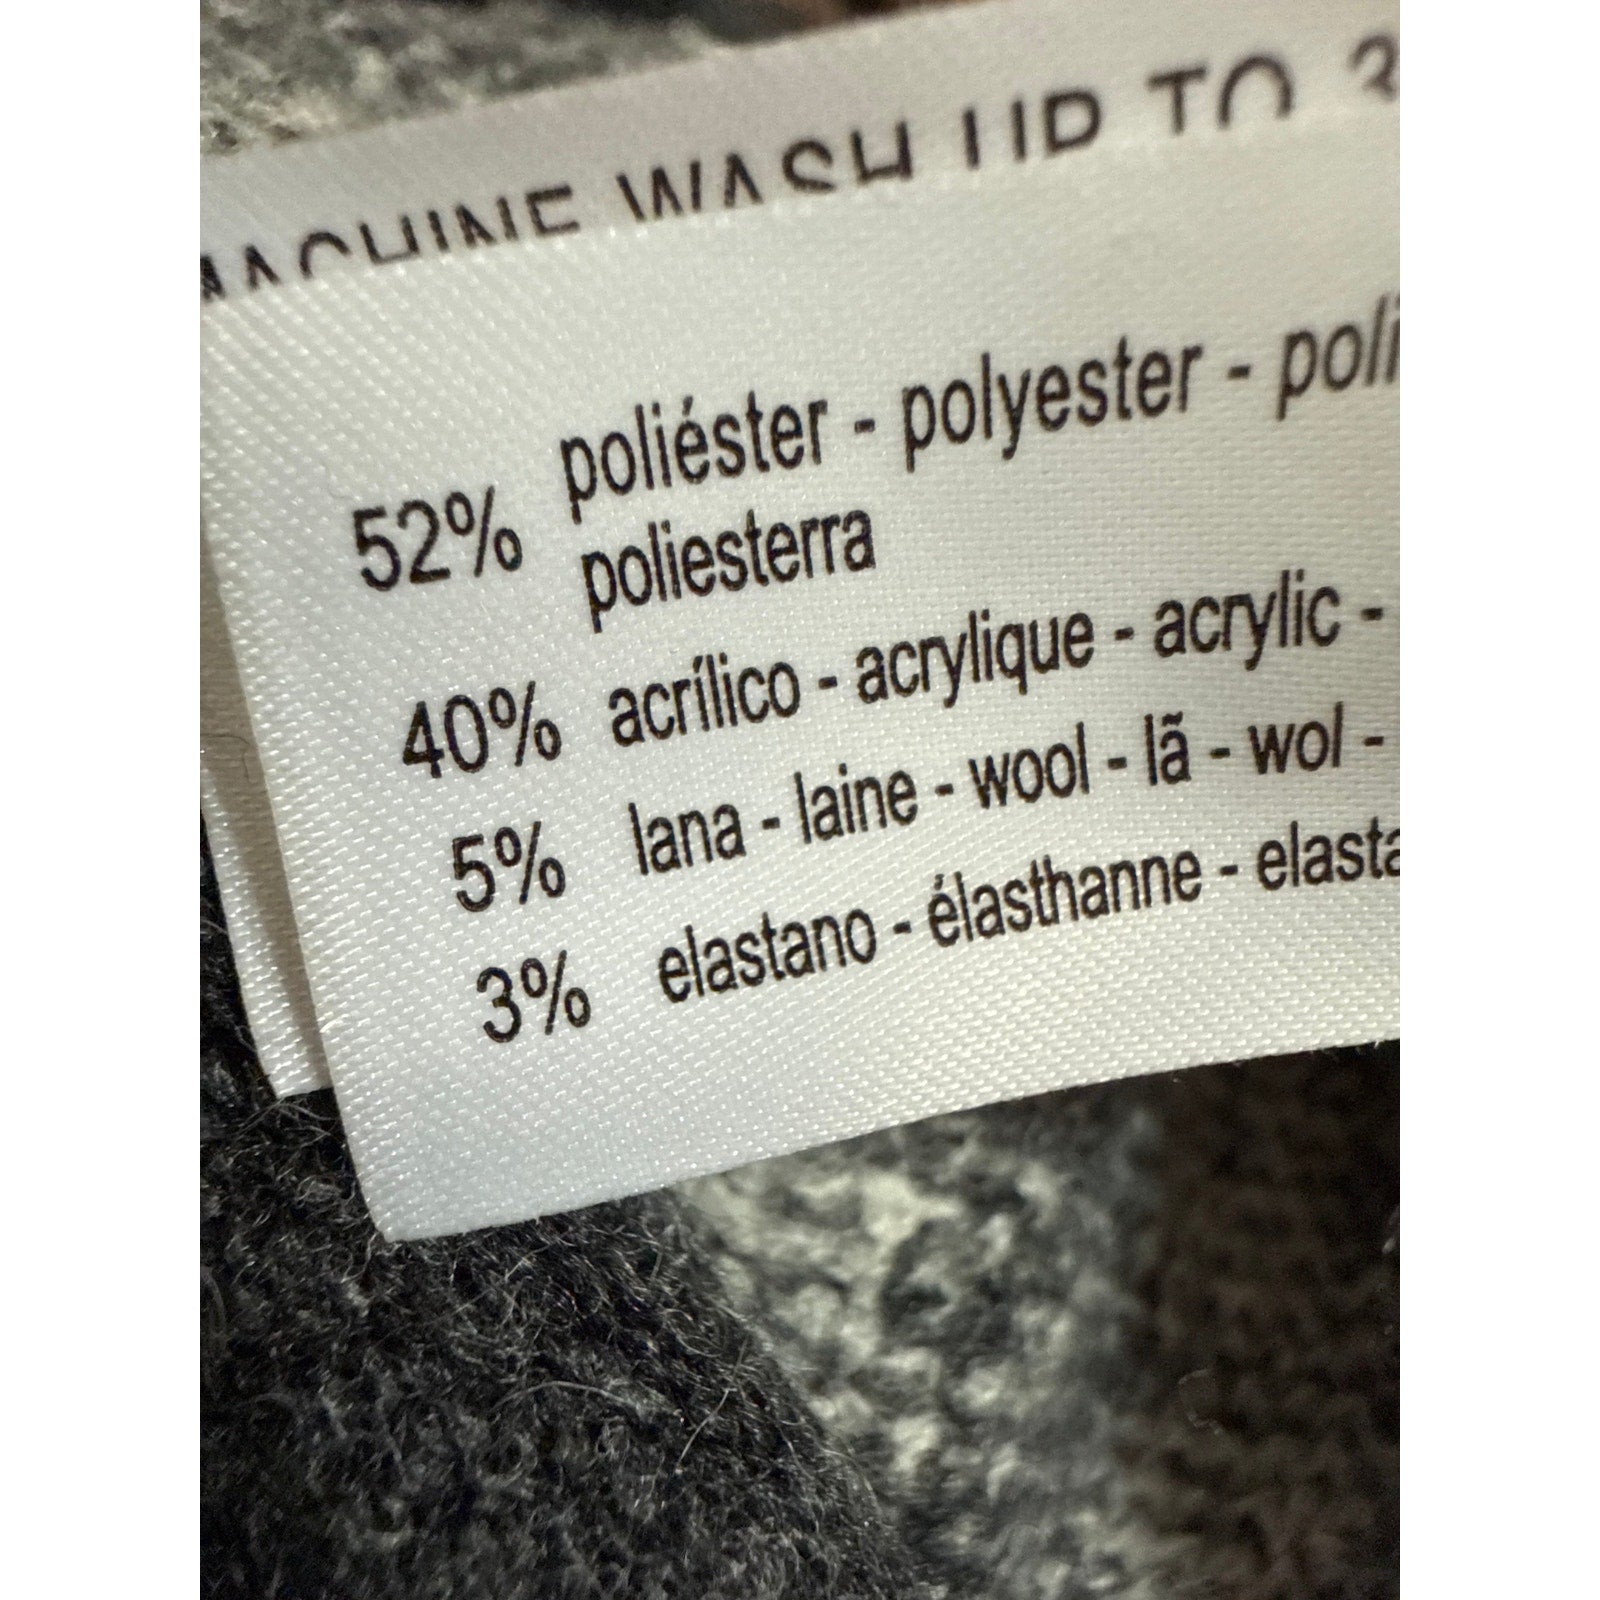 MACHINE WASH UP TO 3
52% poliéster - polyester - poli
poliesterra
40% acrílico - acrylique - acrylic -
5% lana - laine - wool - lã - wol -
3% elastano - élasthanne - elasta